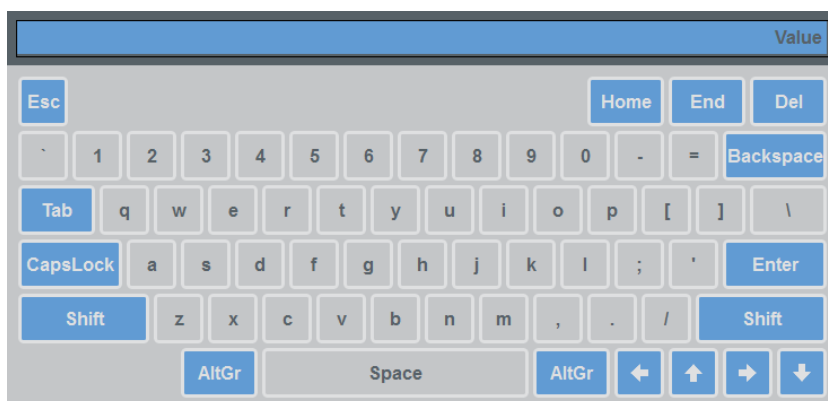 Value
Esc Home End Del
` 1 2 3 4 5 6 7 8 9 0 - = Backspace
Tab q w e r t y u i o p [ ] \
CapsLock a s d f g h j k l ; ' Enter
Shift z x c v b n m , . / Shift
AltGr Space AltGr